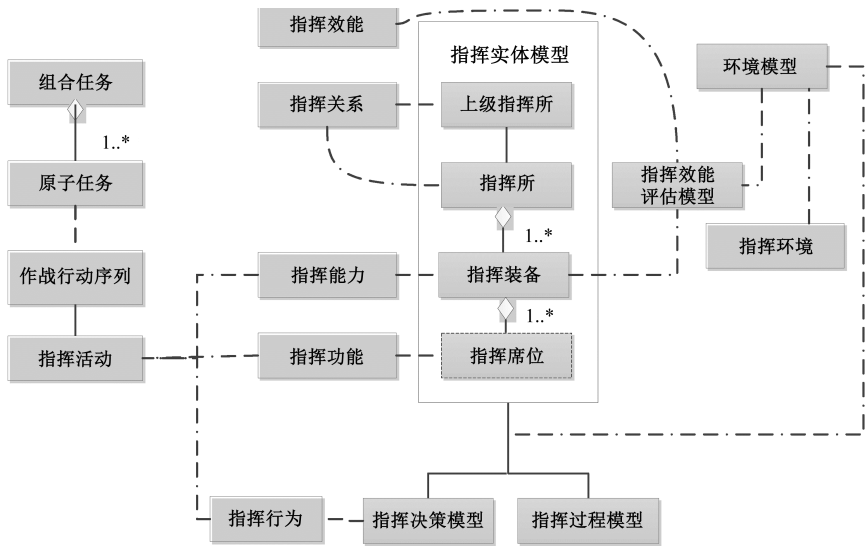 指挥效能
指挥实体模型
环境模型
组合任务
指挥关系
上级指挥所
1..*
原子任务
指挥所
指挥效能
评估模型
1..*
指挥环境
作战行动序列
指挥能力
指挥装备
1..*
指挥活动
指挥功能
指挥席位
指挥行为
指挥决策模型
指挥过程模型